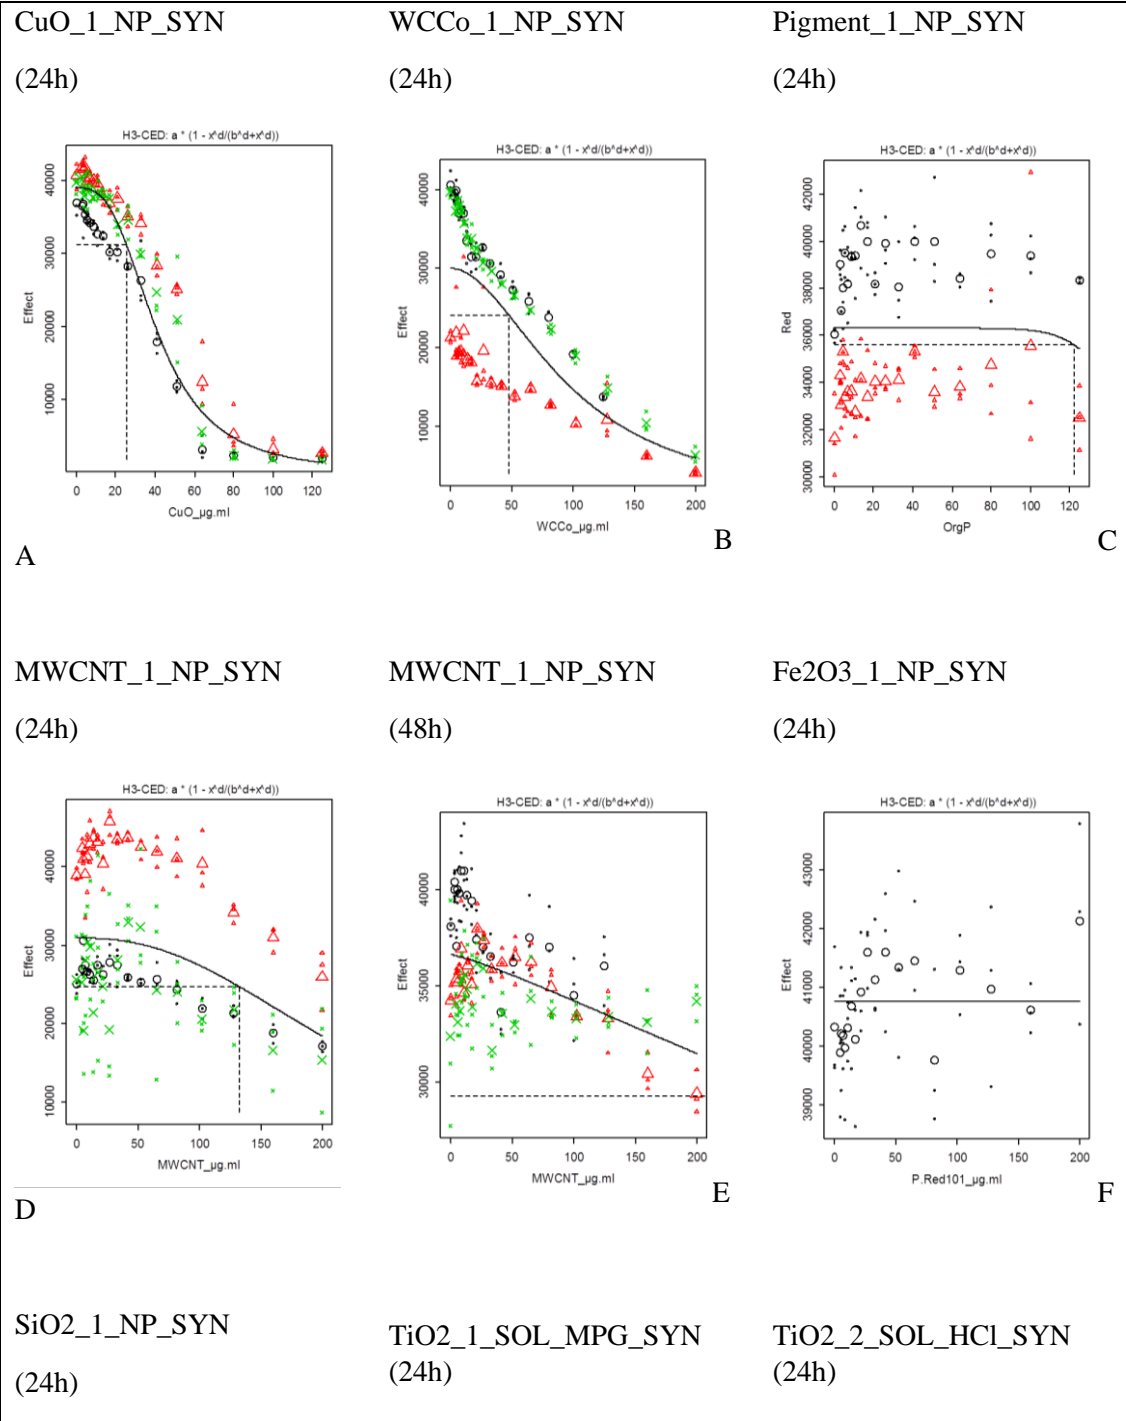 CuO_1_NP_SYN
(24h)
H3-CED: a * (1 - x^d/(b^d+x^d))
Effect
40000
30000
20000
10000
0 20 40 60 80 100 120
CuO_µg.ml
A
WCCo_1_NP_SYN
(24h)
H3-CED: a * (1 - x^d/(b^d+x^d))
Effect
40000
30000
20000
10000
0 50 100 150 200
WCCo_µg.ml
B
Pigment_1_NP_SYN
(24h)
H3-CED: a * (1 - x^d/(b^d+x^d))
Red
42000
40000
38000
36000
34000
32000
30000
0 20 40 60 80 100 120
OrgP
C
MWCNT_1_NP_SYN
(24h)
H3-CED: a * (1 - x^d/(b^d+x^d))
Effect
40000
30000
20000
10000
0 50 100 150 200
MWCNT_µg.ml
D
MWCNT_1_NP_SYN
(48h)
H3-CED: a * (1 - x^d/(b^d+x^d))
Effect
40000
35000
30000
0 50 100 150 200
MWCNT_µg.ml
E
Fe2O3_1_NP_SYN
(24h)
H3-CED: a * (1 - x^d/(b^d+x^d))
Effect
43000
42000
41000
40000
39000
0 50 100 150 200
P.Red101_µg.ml
F
SiO2_1_NP_SYN
(24h)
TiO2_1_SOL_MPG_SYN
(24h)
TiO2_2_SOL_HCl_SYN
(24h)